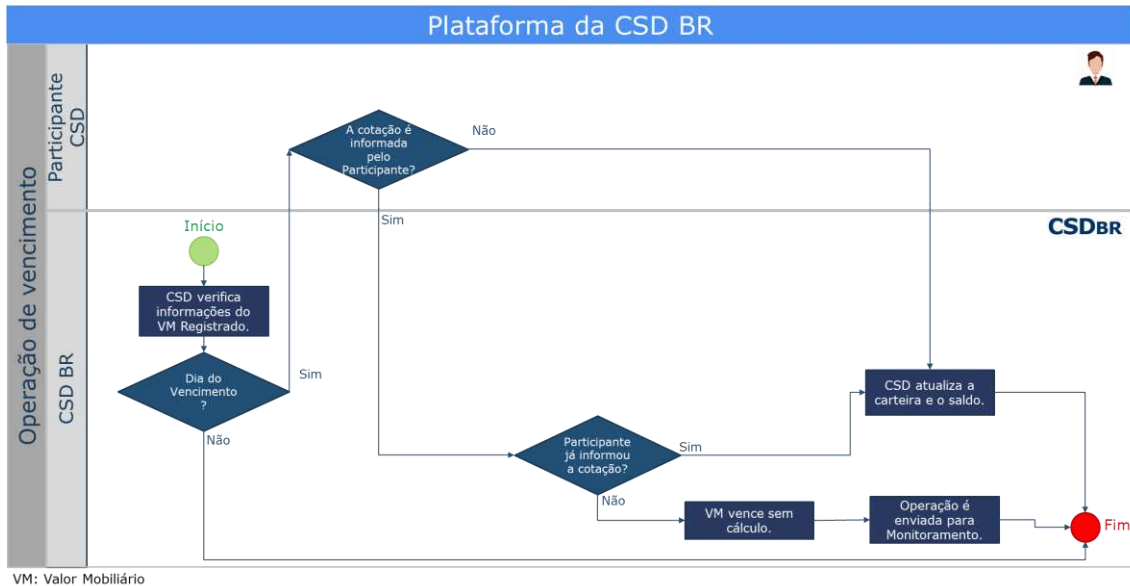 Plataforma da CSD BR
Operação de vencimento
Participante
CSD
A cotação é
informada
pelo
Participante?
Não
Sim
CSD BR
Início
CSDBR
CSD verifica
informações do
VM Registrado.
Dia do
Vencimento
?
Sim
Não
CSD atualiza a
carteira e o saldo.
Participante
já informou
a cotação?
Sim
Não
VM vence sem
cálculo.
Operação é
enviada para
Monitoramento.
Fim
VM: Valor Mobiliário